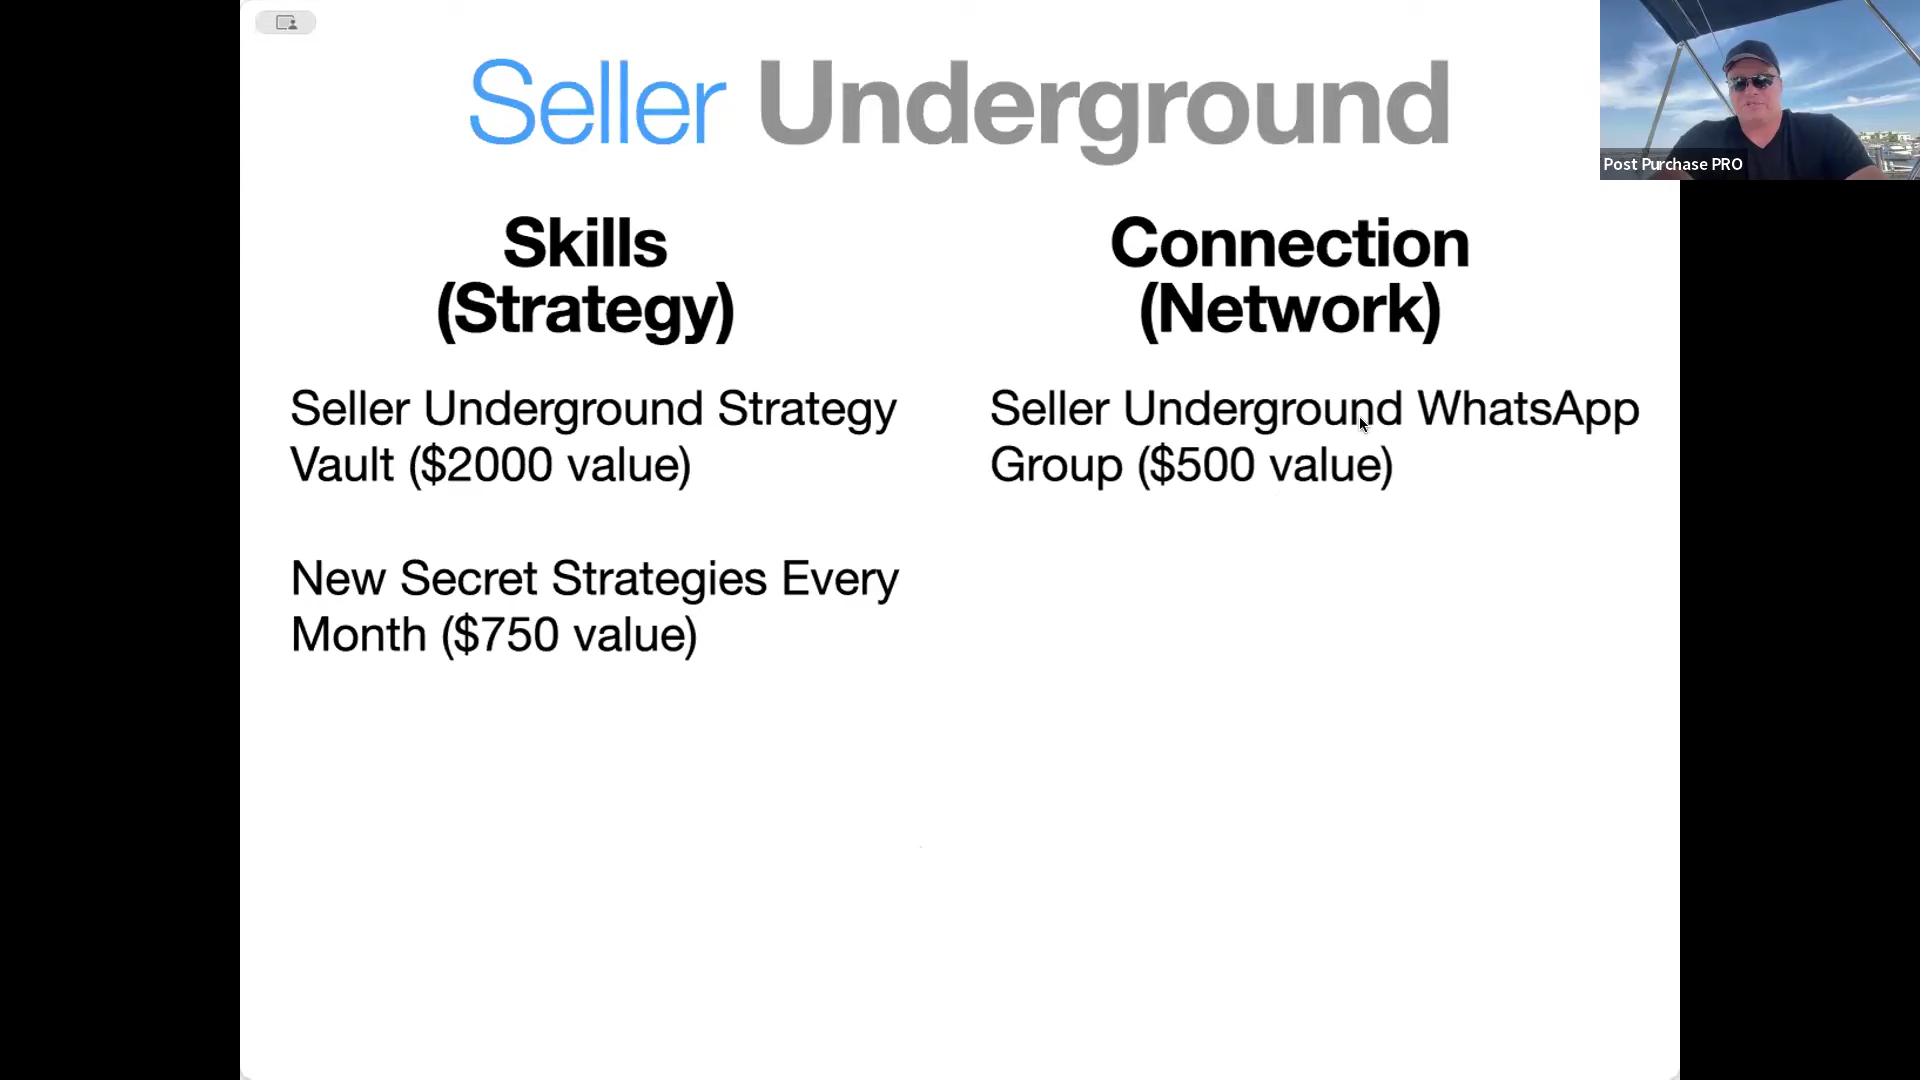 Seller Underground
Skills
(Strategy)
Seller Underground Strategy
Vault ($2000 value)
New Secret Strategies Every
Month ($750 value)
Connection
(Network)
Seller Underground WhatsApp
Group ($500 value)
Post Purchase PRO